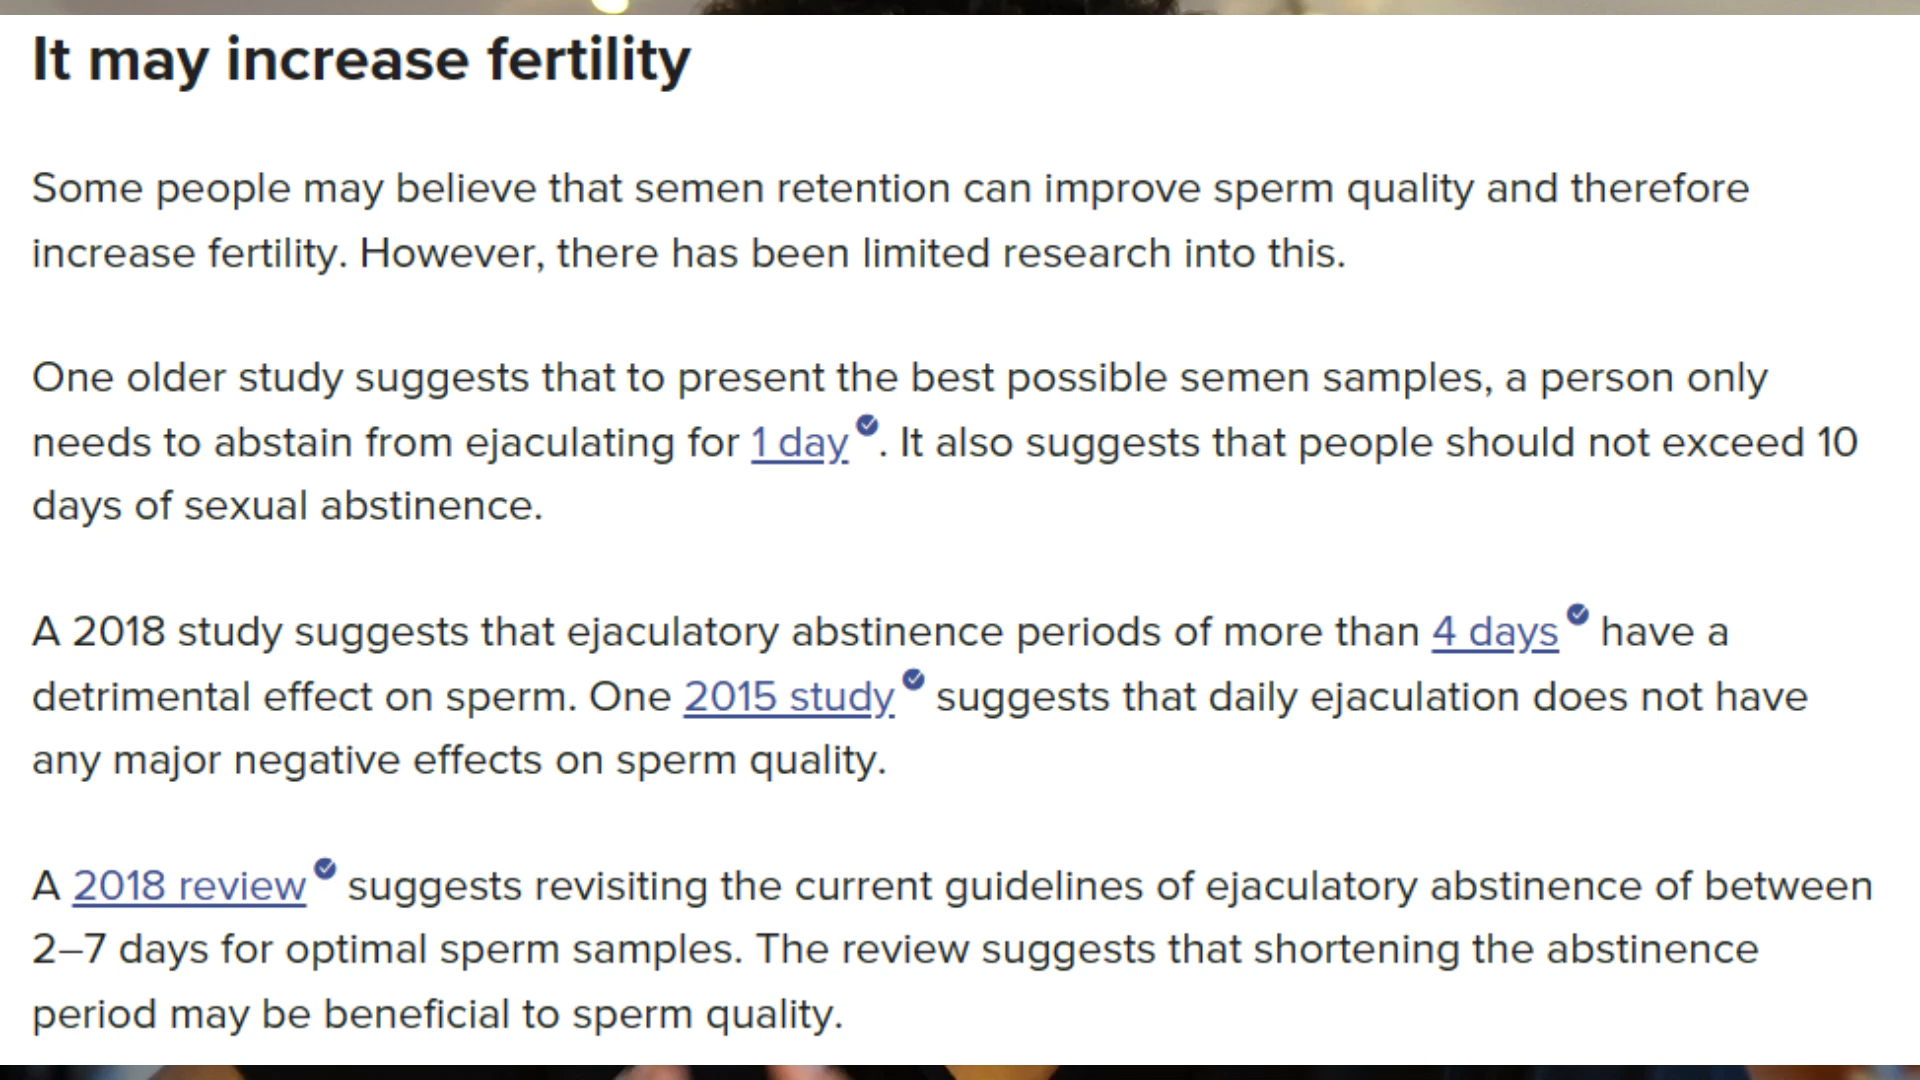 It may increase fertility
Some people may believe that semen retention can improve sperm quality and therefore
increase fertility. However, there has been limited research into this.
One older study suggests that to present the best possible semen samples, a person only
needs to abstain from ejaculating for 1 day. It also suggests that people should not exceed 10
days of sexual abstinence.
A 2018 study suggests that ejaculatory abstinence periods of more than 4 days have a
detrimental effect on sperm. One 2015 study suggests that daily ejaculation does not have
any major negative effects on sperm quality.
A 2018 review suggests revisiting the current guidelines of ejaculatory abstinence of between
2–7 days for optimal sperm samples. The review suggests that shortening the abstinence
period may be beneficial to sperm quality.